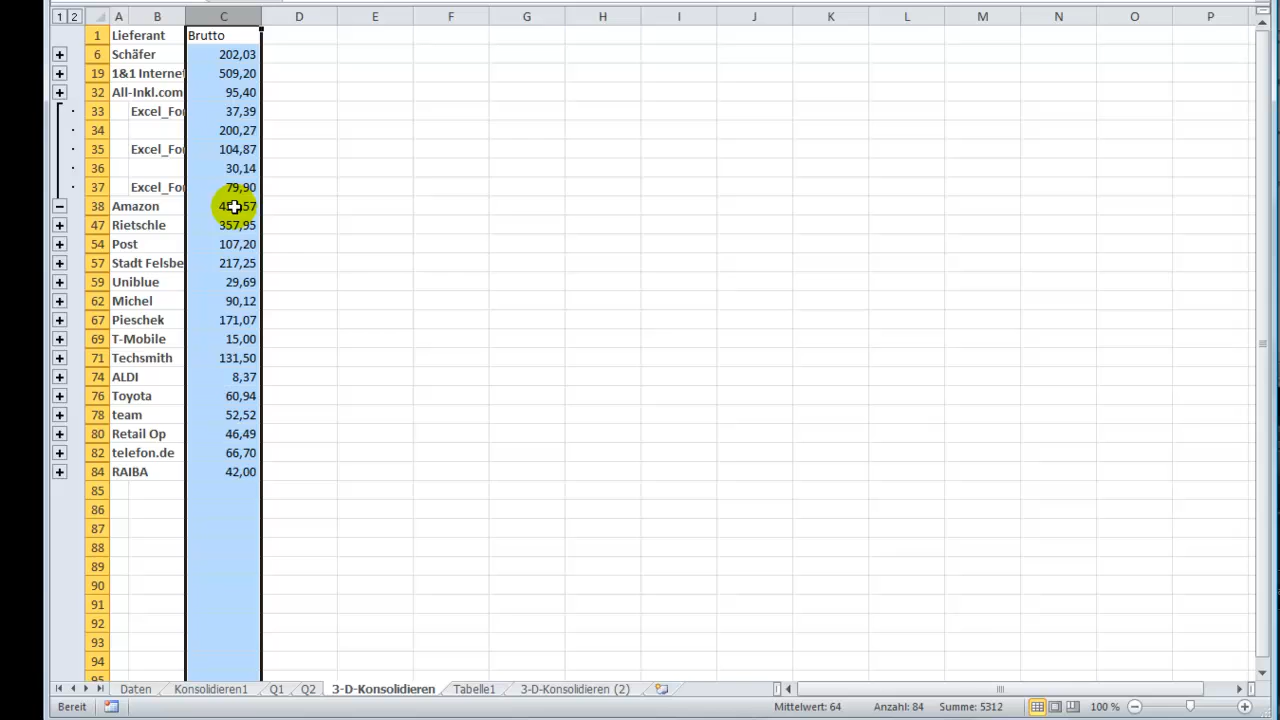 1 2 A B C D E F G H I J K L M N O P
1 Lieferant Brutto
6 Schäfer 202,03
19 1&1 Internet 509,20
32 All-Inkl.com 95,40
33 Excel_For 37,39
34 200,27
35 Excel_For 104,87
36 30,14
37 Excel_For 79,90
38 Amazon
47 Rietschle 357,95
54 Post 107,20
57 Stadt Felsbe 217,25
59 Uniblue 29,69
62 Michel 90,12
67 Pieschek 171,07
69 T-Mobile 15,00
71 Techsmith 131,50
74 ALDI 8,37
76 Toyota 60,94
78 team 52,52
80 Retail Op 46,49
82 telefon.de 66,70
84 RAIBA 42,00
85
86
87
88
89
90
91
92
93
94
95
Daten Konsolidieren1 Q1 Q2 3-D-Konsolidieren Tabelle1 3-D-Konsolidieren (2)
Bereit Mittelwert: 64 Anzahl: 84 Summe: 5312 100 %